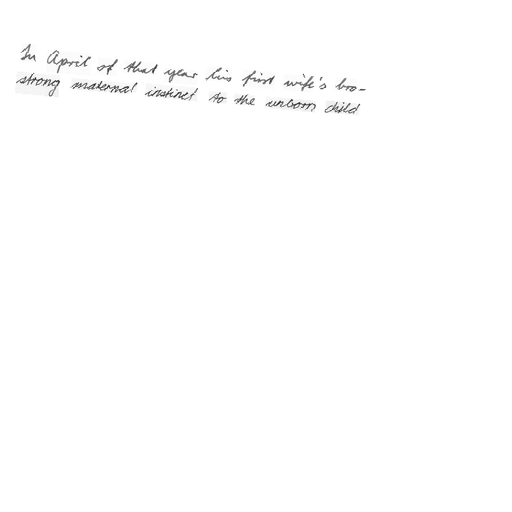 In April of that year his first wife's bro-
strong maternal instinct to the unborn child